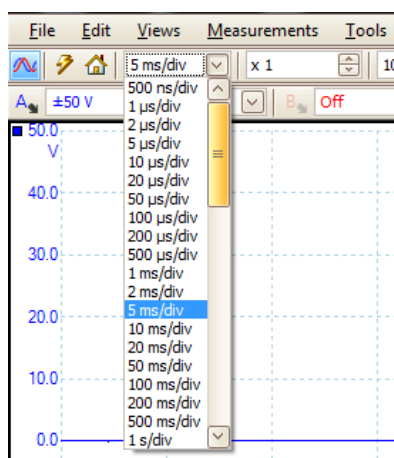 File Edit Views Measurements Tools
5 ms/div x 1 10
A ±50 V B Off
50.0
V
40.0
30.0
20.0
10.0
0.0
500 ns/div
1 µs/div
2 µs/div
5 µs/div
10 µs/div
20 µs/div
50 µs/div
100 µs/div
200 µs/div
500 µs/div
1 ms/div
2 ms/div
5 ms/div
10 ms/div
20 ms/div
50 ms/div
100 ms/div
200 ms/div
500 ms/div
1 s/div